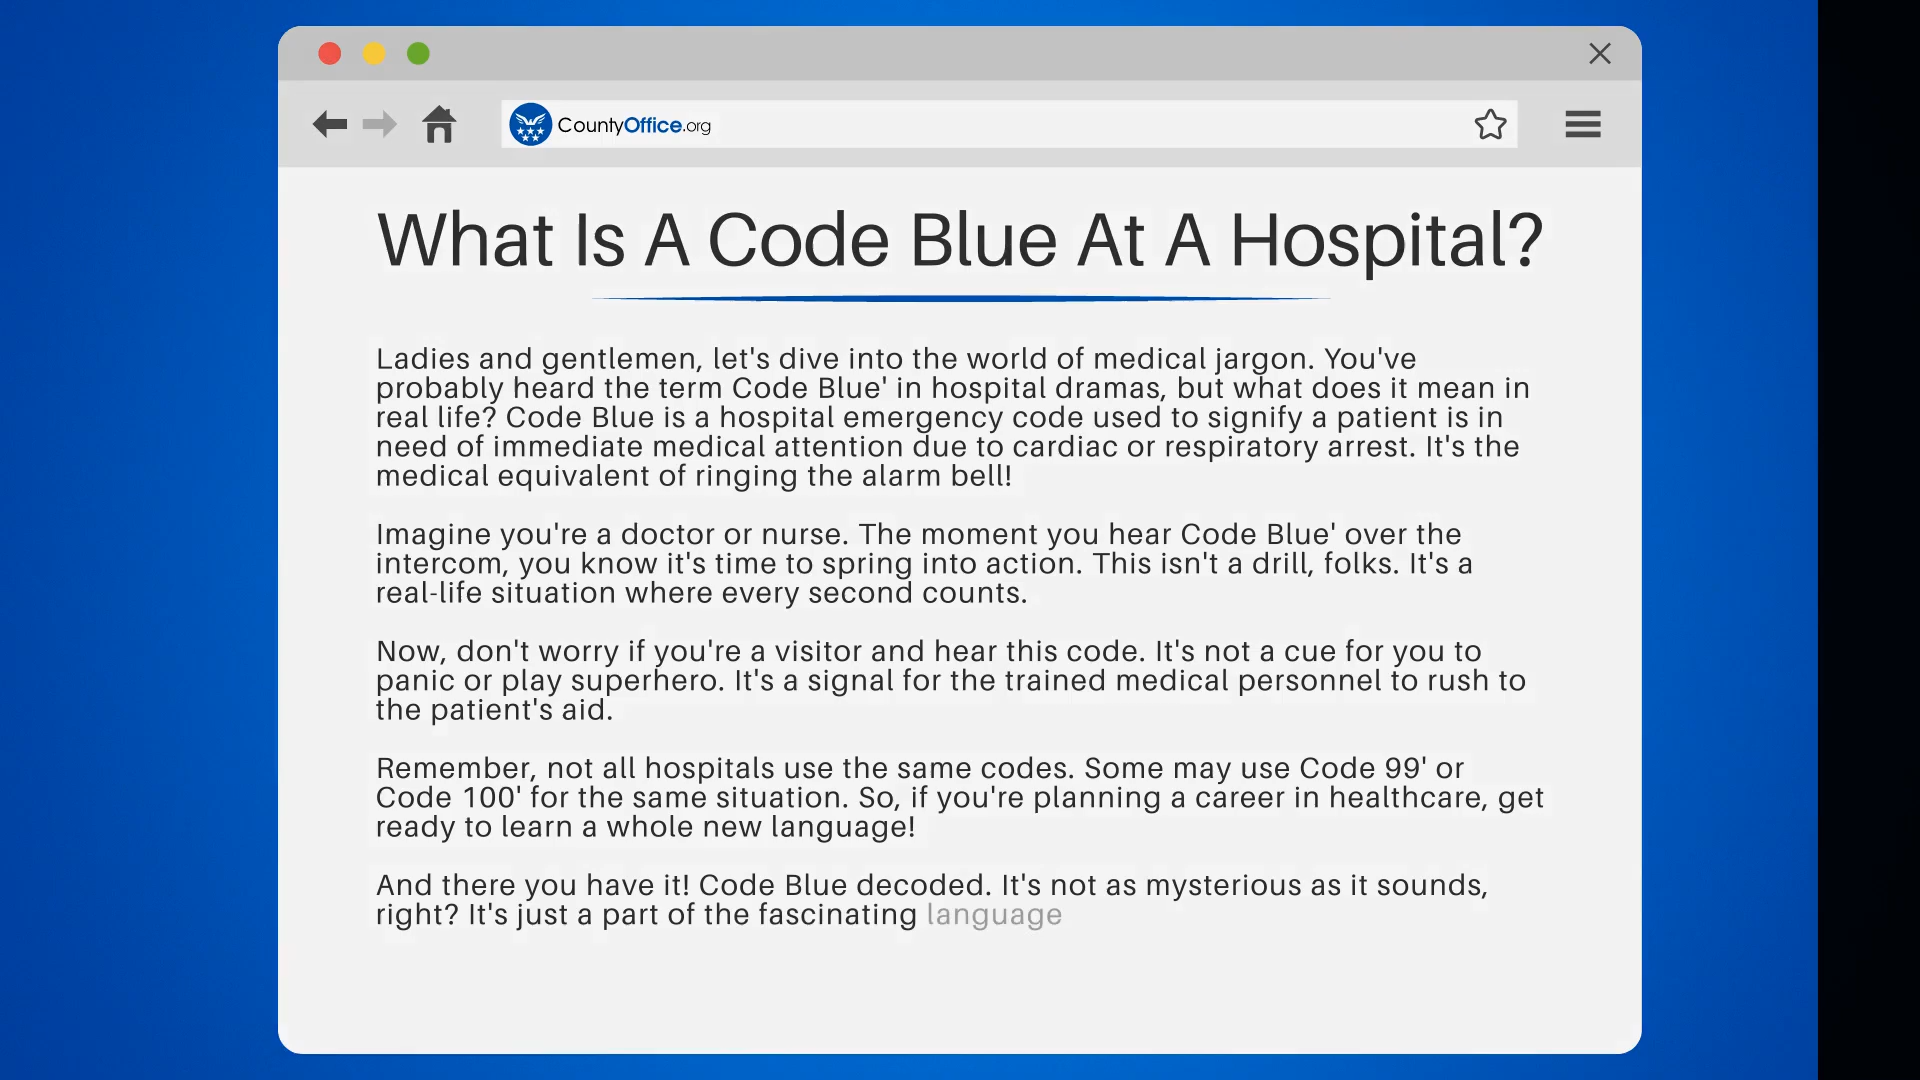 CountyOffice.org
What Is A Code Blue At A Hospital?
Ladies and gentlemen, let's dive into the world of medical jargon. You've
probably heard the term Code Blue' in hospital dramas, but what does it mean in
real life? Code Blue is a hospital emergency code used to signify a patient is in
need of immediate medical attention due to cardiac or respiratory arrest. It's the
medical equivalent of ringing the alarm bell!
Imagine you're a doctor or nurse. The moment you hear Code Blue' over the
intercom, you know it's time to spring into action. This isn't a drill, folks. It's a
real-life situation where every second counts.
Now, don't worry if you're a visitor and hear this code. It's not a cue for you to
panic or play superhero. It's a signal for the trained medical personnel to rush to
the patient's aid.
Remember, not all hospitals use the same codes. Some may use Code 99' or
Code 100' for the same situation. So, if you're planning a career in healthcare, get
ready to learn a whole new language!
And there you have it! Code Blue decoded. It's not as mysterious as it sounds,
right? It's just a part of the fascinating language